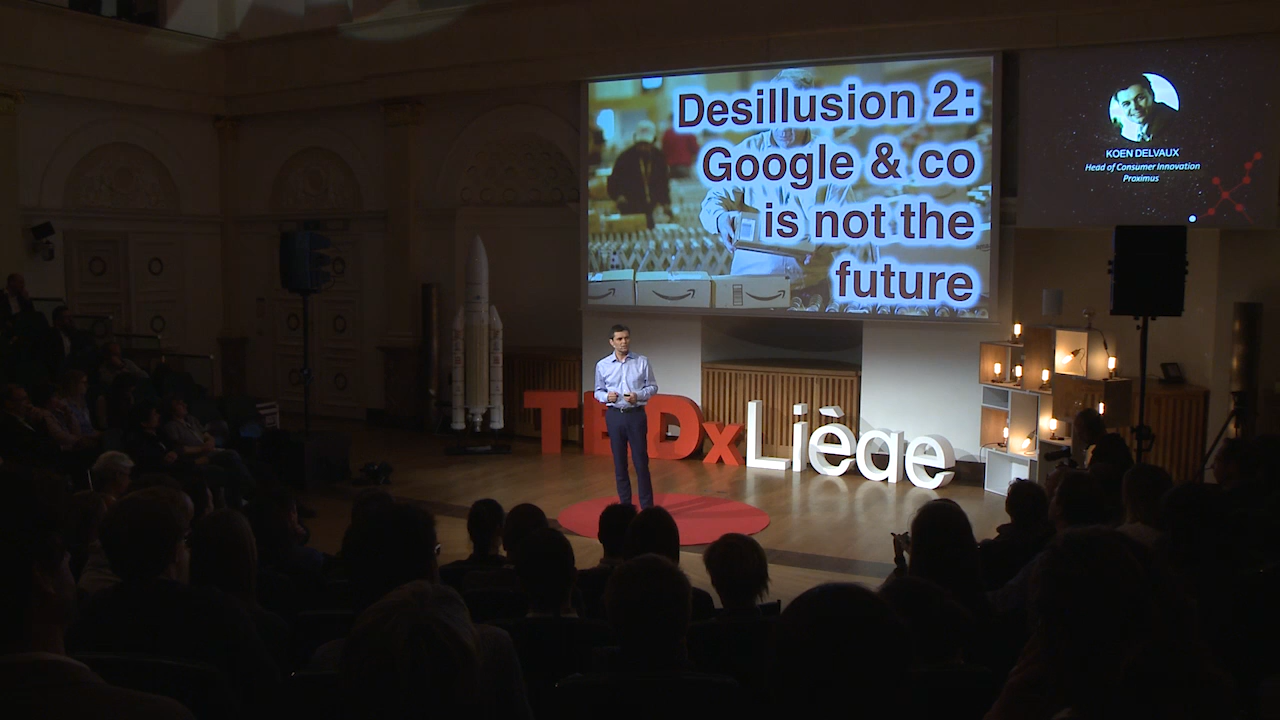 Desillusion 2:
Google & co
is not the
future
KOEN DELVAUX
Head of Consumer Innovation
Proximus
TEDxLiège